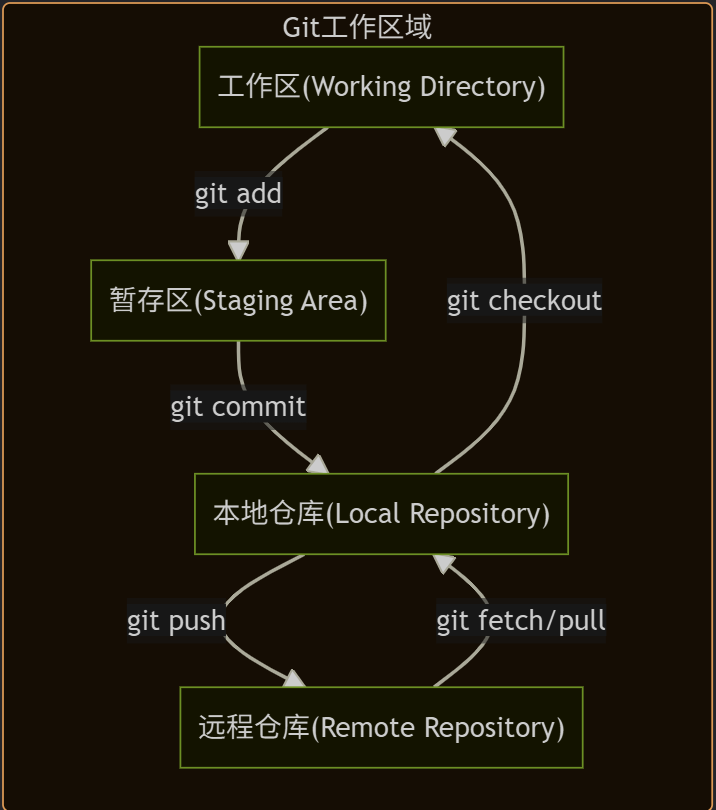 Git工作区域
工作区(Working Directory)
git add
暂存区(Staging Area)
git checkout
git commit
本地仓库(Local Repository)
git push
git fetch/pull
远程仓库(Remote Repository)